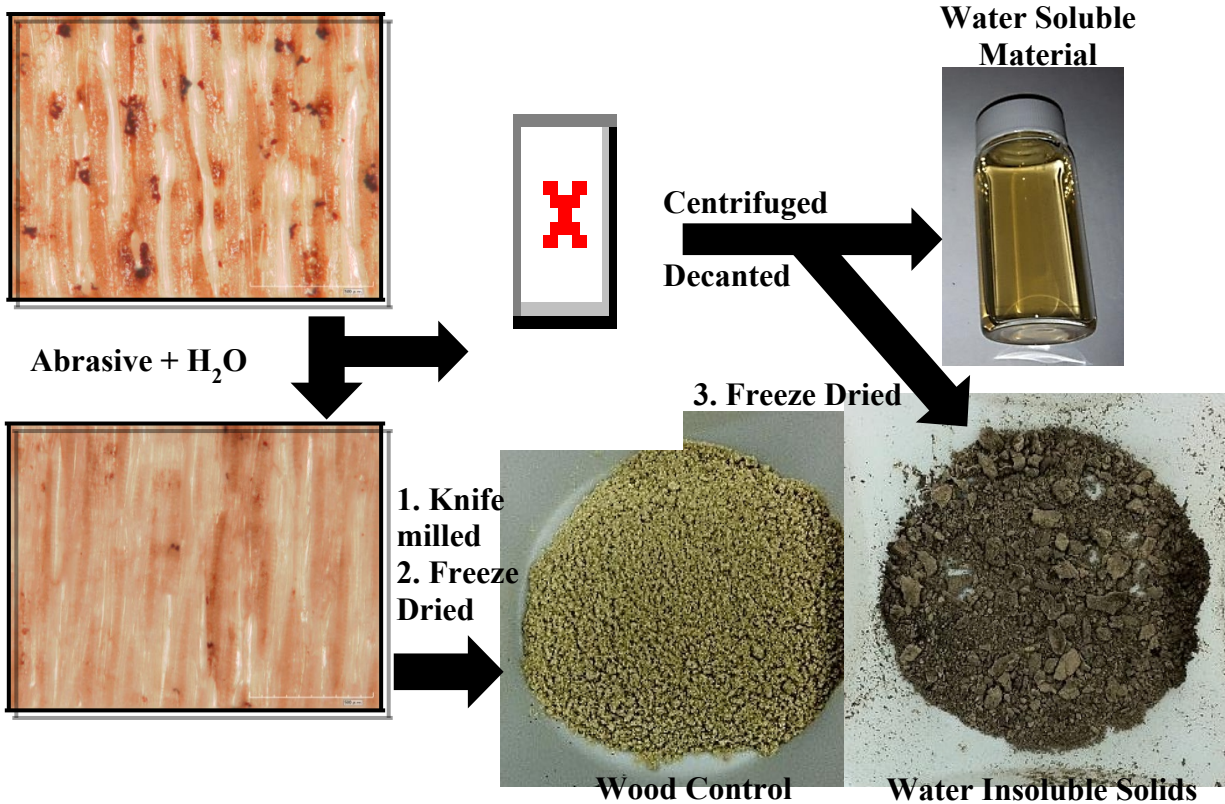 Water Soluble
Material
Centrifuged
Decanted
Abrasive + H₂O
3. Freeze Dried
1. Knife
milled
2. Freeze
Dried
Wood Control
Water Insoluble Solids